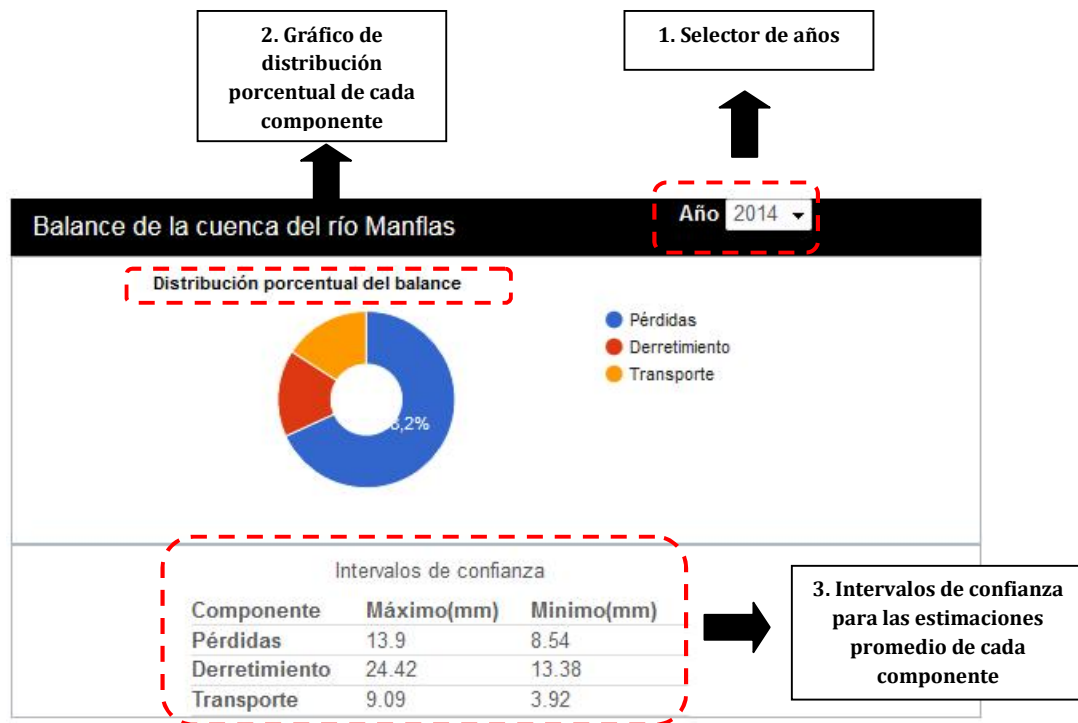 2. Gráfico de
distribución
porcentual de cada
componente
1. Selector de años
Balance de la cuenca del río Manflas
Año 2014
Distribución porcentual del balance
Pérdidas
Derretimiento
Transporte
,2%
Intervalos de confianza
Componente Máximo(mm) Minimo(mm)
Pérdidas 13.9 8.54
Derretimiento 24.42 13.38
Transporte 9.09 3.92
3. Intervalos de confianza
para las estimaciones
promedio de cada
componente